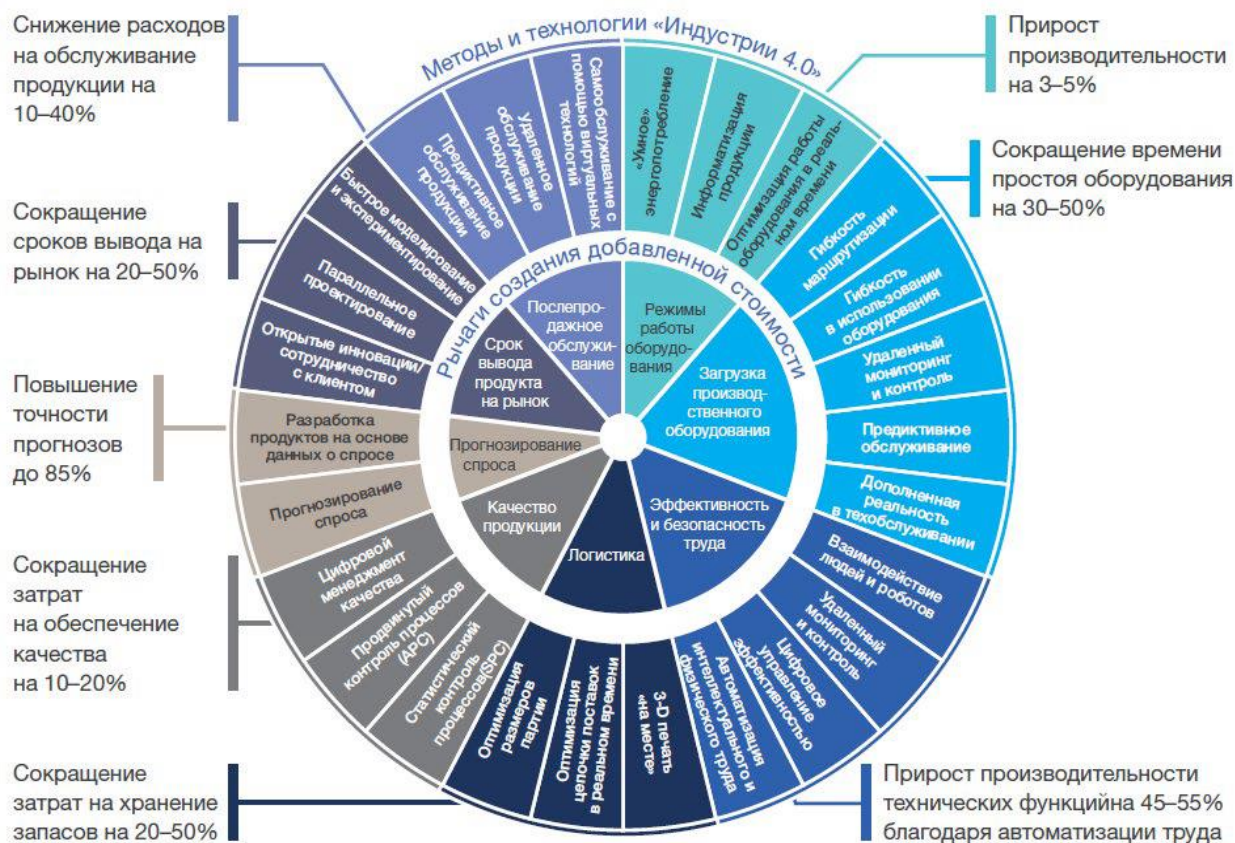 Методы и технологии «Индустрии 4.0»
Рычаги создания добавленной стоимости
Снижение расходов
на обслуживание
продукции на
10–40%
Сокращение
сроков вывода на
рынок на 20–50%
Повышение
точности
прогнозов
до 85%
Сокращение
затрат
на обеспечение
качества
на 10–20%
Сокращение
затрат на хранение
запасов на 20–50%
Прирост
производительности
на 3–5%
Сокращение времени
простоя оборудования
на 30–50%
Прирост производительности
технических функцийна 45–55%
благодаря автоматизации труда
«Умное»
энергопотребление
Информатизация
продукции
Оптимизация работы
оборудования в реаль-
ном времени
Гибкость
маршрутизации
Гибкость
в использовании
оборудования
Удаленный
мониторинг
и контроль
Предиктивное
обслуживание
Дополненная
реальность
в техобслуживании
Взаимодействие
людей и роботов
Удаленный
мониторинг
и контроль
Цифровое
управление
эффективностью
Автоматизация
интеллектуального и
физического труда
3-D печать
«на месте»
Оптимизация
цепочки поставок
в реальном времени
Оптимизация
размеров
партии
Статистический
контроль
процессов(SPC)
Продвинутый
контроль процессов
(APC)
Цифровой
менеджмент
качества
Прогнозирование
спроса
Разработка
продуктов на основе
данных о спросе
Открытые инновации/
сотрудничество
с клиентом
Параллельное
проектирование
Быстрое моделирование
и экспериментирование
Предиктивное
обслуживание
продукции
Удаленное
обслуживание
продукции
Самообслуживание с
помощью виртуальных
технологий
Режимы
работы
оборудо-
вания
Загрузка
производ-
ственного
оборудования
Эффективность
и безопасность
труда
Логистика
Качество
продукции
Прогнозирование
спроса
Срок
вывода
продукта
на рынок
Послепро-
дажное
обслужи-
вание